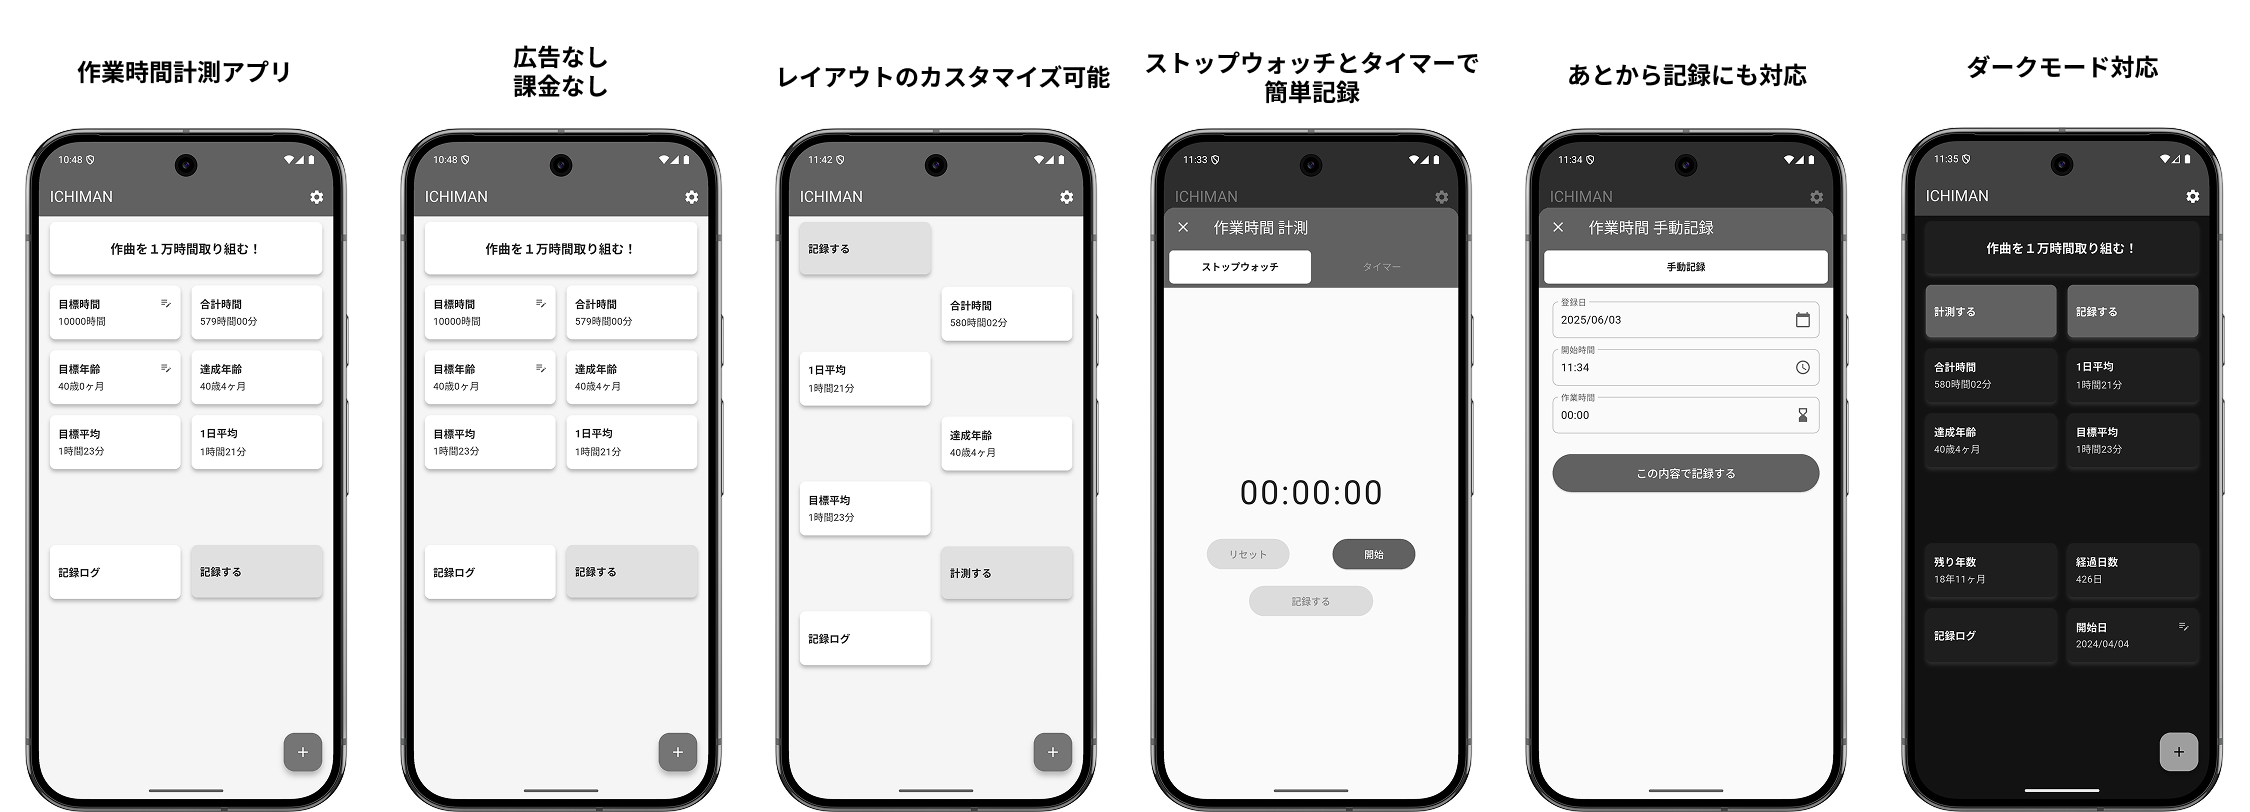 作業時間計測アプリ
10:48
ICHIMAN
作曲を１万時間取り組む！
目標時間
10000時間
合計時間
579時間00分
目標年齢
40歳0ヶ月
達成年齢
40歳4ヶ月
目標平均
1時間23分
1日平均
1時間21分
記録ログ
記録する
+
広告なし
課金なし
10:48
ICHIMAN
作曲を１万時間取り組む！
目標時間
10000時間
合計時間
579時間00分
目標年齢
40歳0ヶ月
達成年齢
40歳4ヶ月
目標平均
1時間23分
1日平均
1時間21分
記録ログ
記録する
+
レイアウトのカスタマイズ可能
11:42
ICHIMAN
記録する
合計時間
580時間02分
1日平均
1時間21分
達成年齢
40歳4ヶ月
目標平均
1時間23分
計測する
記録ログ
+
ストップウォッチとタイマーで
簡単記録
11:33
ICHIMAN
作業時間 計測
ストップウォッチ
タイマー
00:00:00
リセット
開始
記録する
あとから記録にも対応
11:34
ICHIMAN
作業時間 手動記録
手動記録
登録日
2025/06/03
開始時間
11:34
作業時間
00:00
この内容で記録する
ダークモード対応
11:35
ICHIMAN
作曲を１万時間取り組む！
計測する
記録する
合計時間
580時間02分
1日平均
1時間21分
達成年齢
40歳4ヶ月
目標平均
1時間23分
残り年数
18年11ヶ月
経過日数
426日
記録ログ
開始日
2024/04/04
+